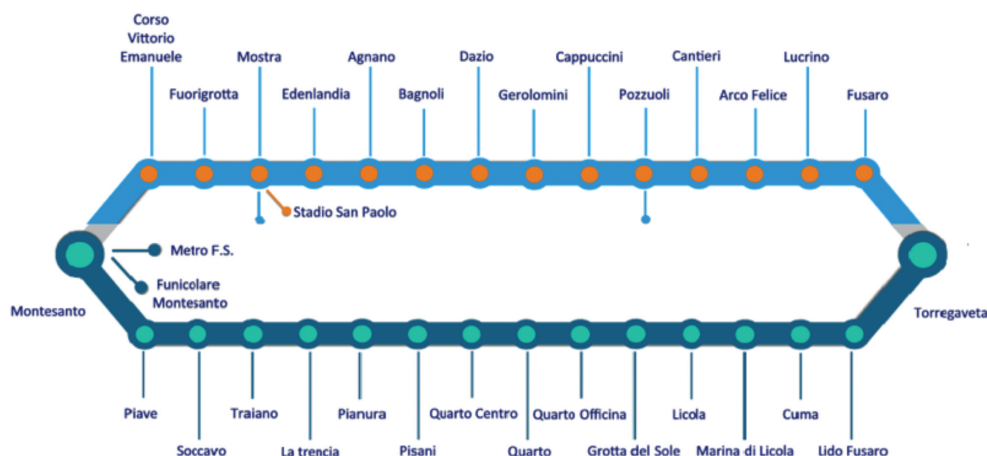 Corso
Vittorio
Emanuele
Mostra
Agnano
Dazio
Cappuccini
Cantieri
Lucrino
Fuorigrotta
Edenlandia
Bagnoli
Gerolomini
Pozzuoli
Arco Felice
Fusaro
Stadio San Paolo
Metro F.S.
Funicolare
Montesanto
Montesanto
Torregaveta
Piave
Traiano
Pianura
Quarto Centro
Quarto Officina
Licola
Cuma
Soccavo
La trencia
Pisani
Quarto
Grotta del Sole
Marina di Licola
Lido Fusaro